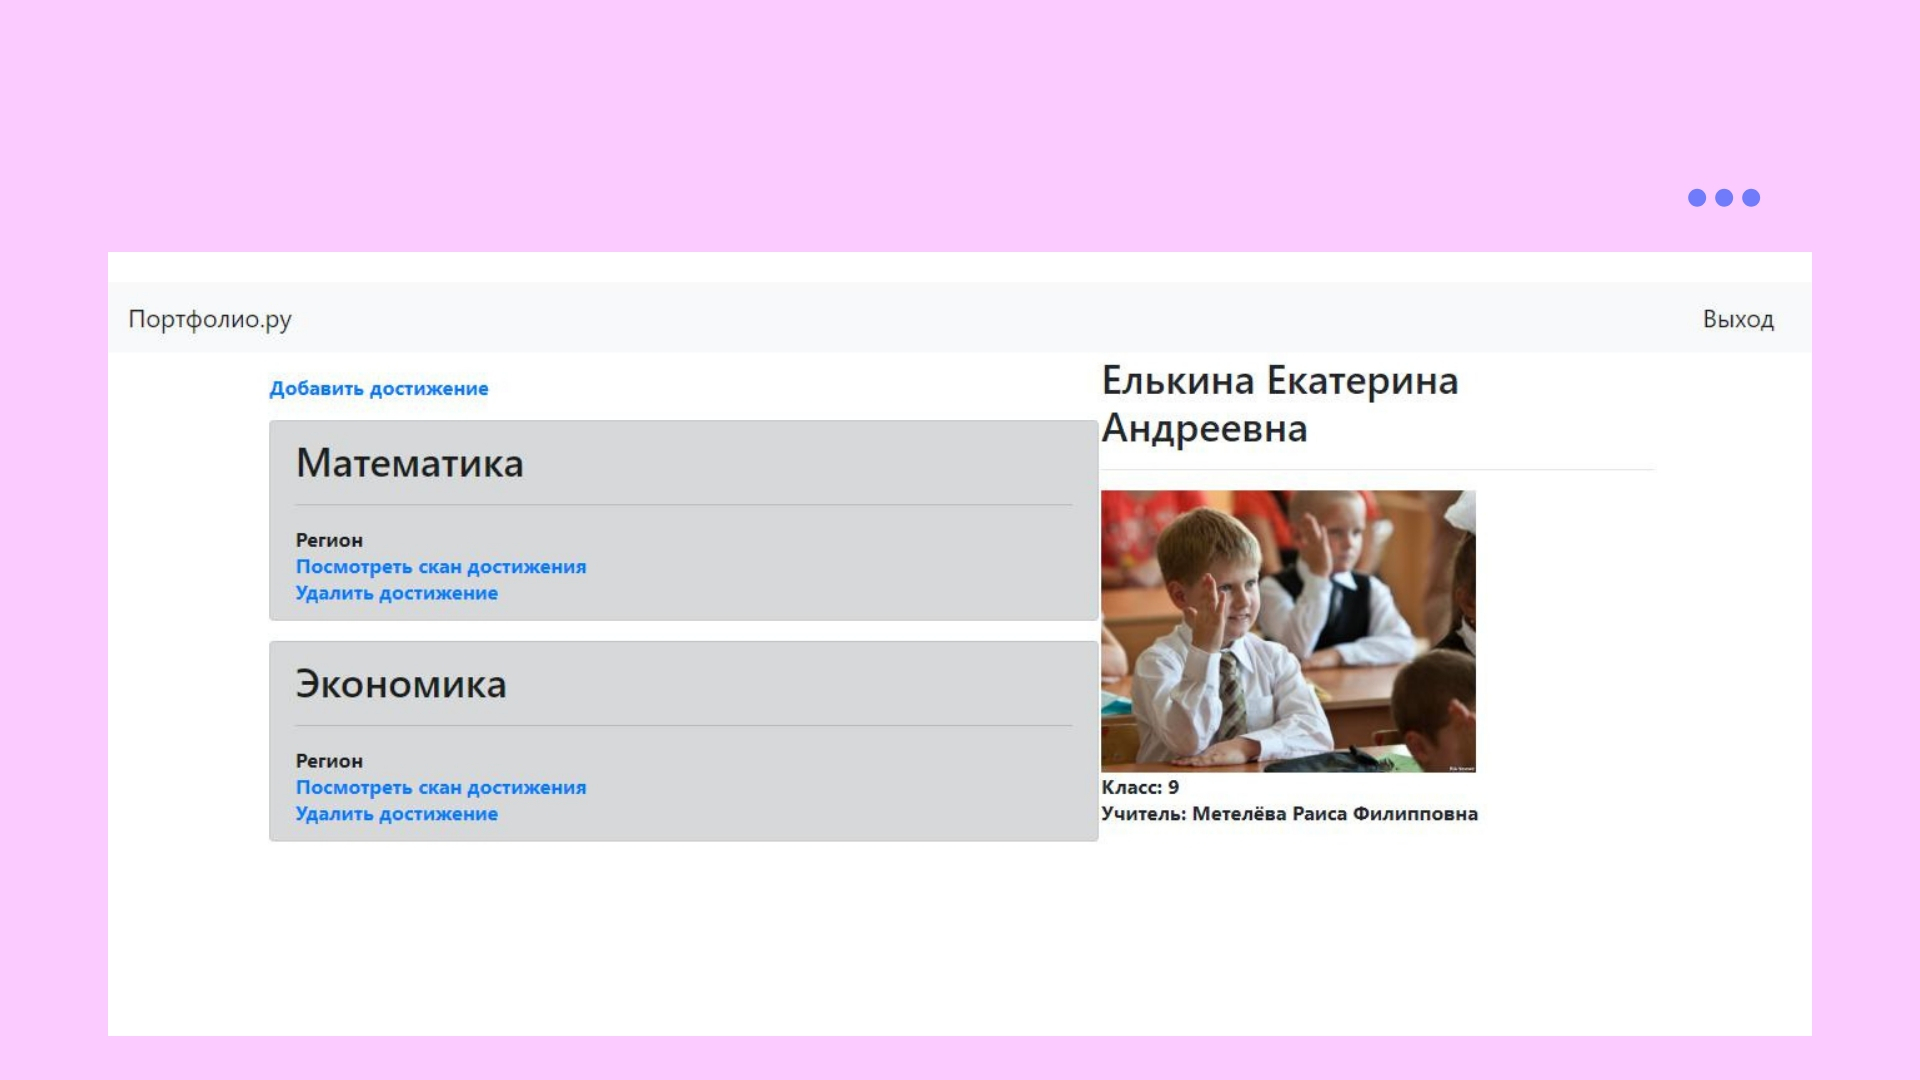 Портфолио.ру
Выход
Добавить достижение
Математика
Регион
Посмотреть скан достижения
Удалить достижение
Экономика
Регион
Посмотреть скан достижения
Удалить достижение
Елькина Екатерина
Андреевна
Класс: 9
Учитель: Метелёва Раиса Филипповна